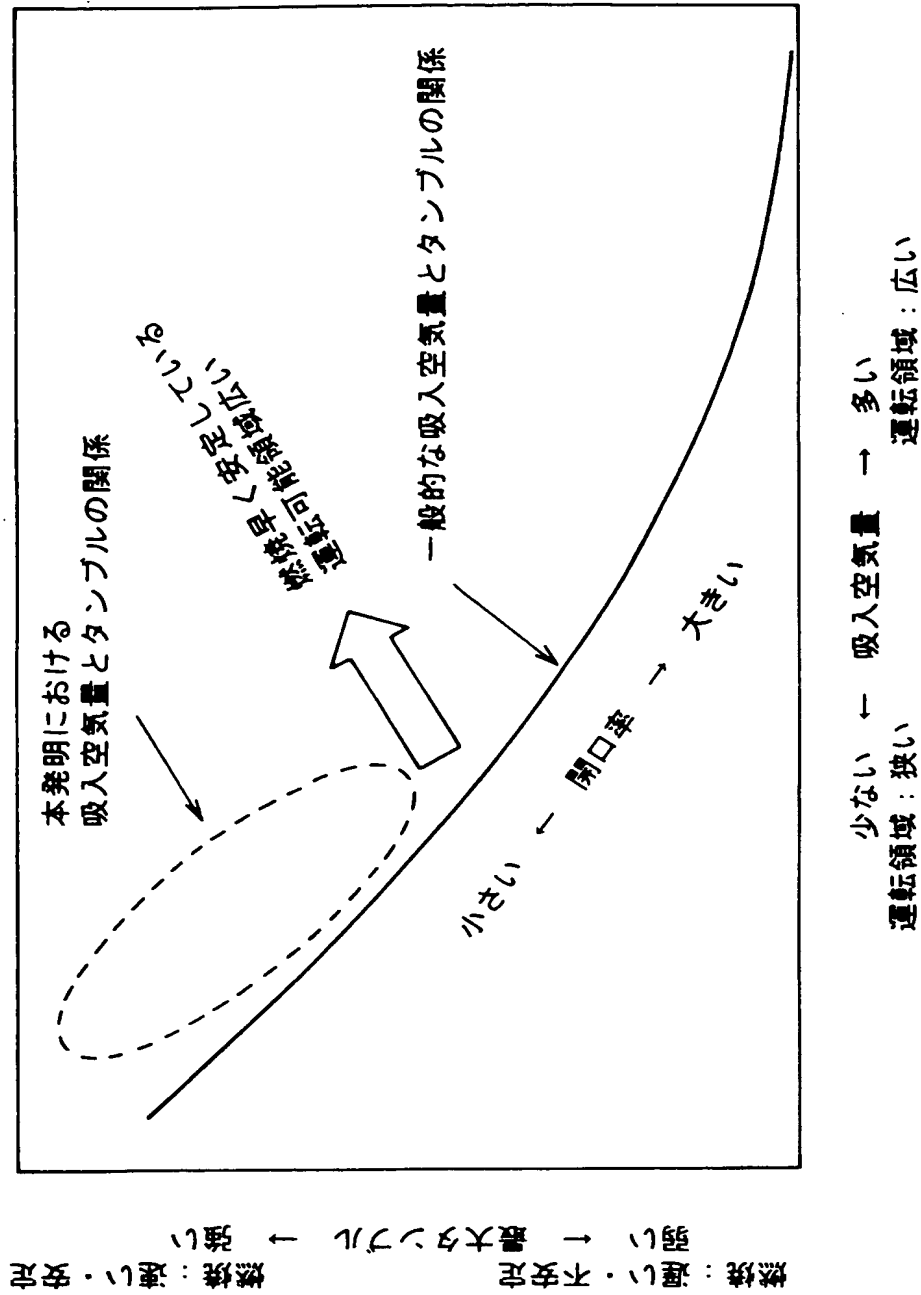 本発明における
吸入空気量とタンブルの関係
燃焼早く安定している
運転可能領域広い
一般的な吸入空気量とタンブルの関係
小さい ← 開口率 → 大きい
弱い ← 最大タンブル → 強い
燃焼：遅い・不安定
燃焼：速い・安定
少ない ← 吸入空気量 → 多い
運転領域：狭い
運転領域：広い